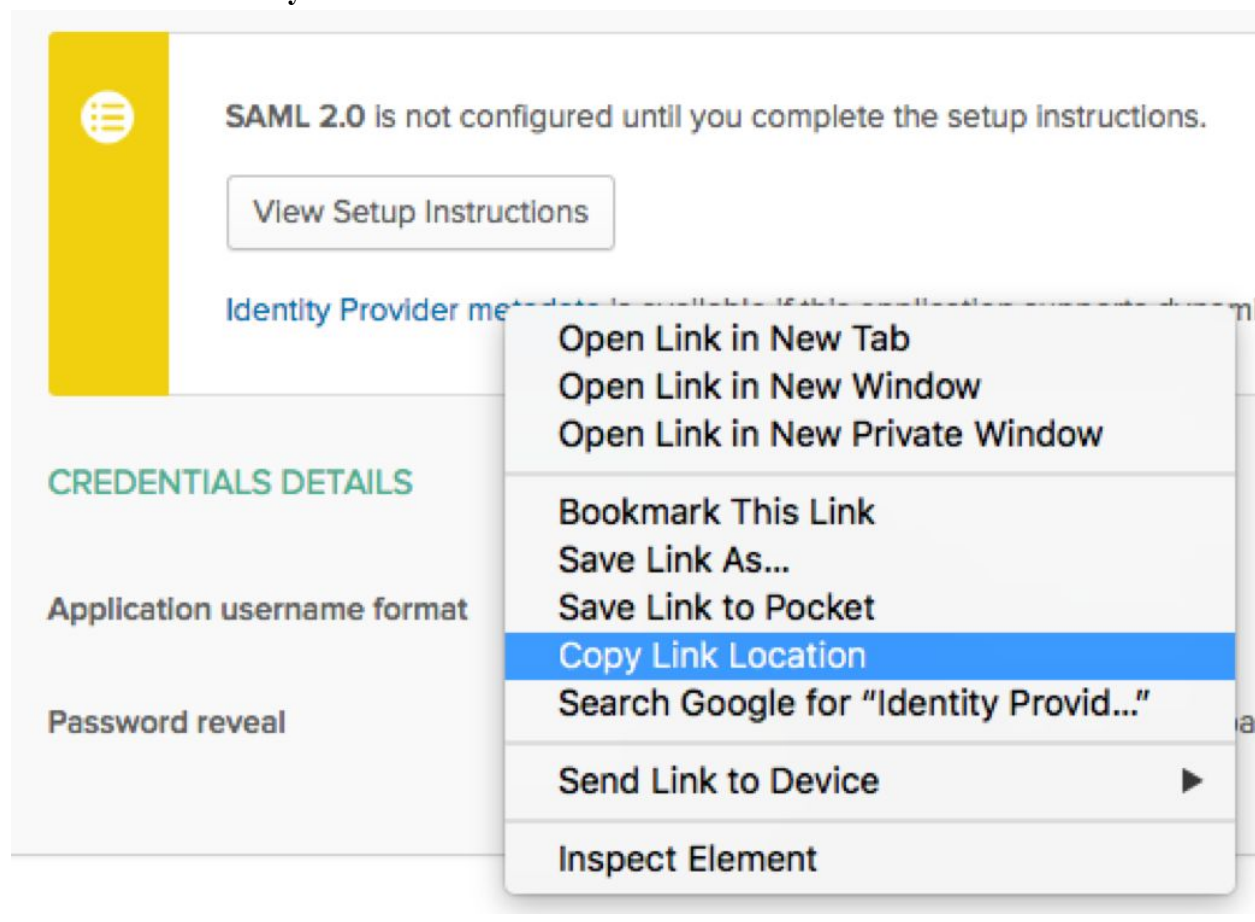 SAML 2.0 is not configured until you complete the setup instructions.
View Setup Instructions
Identity Provider
Open Link in New Tab
Open Link in New Window
Open Link in New Private Window
CREDENTIALS DETAILS
Bookmark This Link
Save Link As...
Save Link to Pocket
Application username format
Copy Link Location
Search Google for “Identity Provid...”
Password reveal
Send Link to Device
Inspect Element